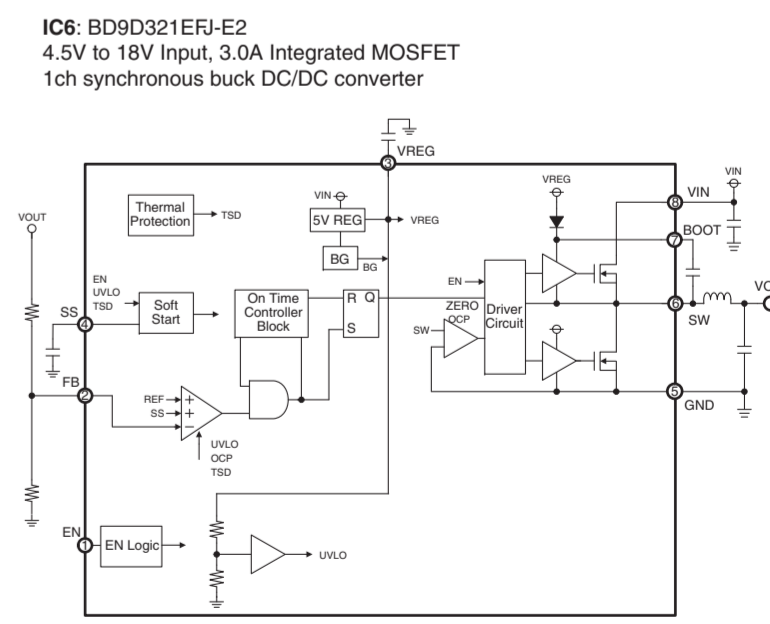 IC6: BD9D321EFJ-E2
4.5V to 18V Input, 3.0A Integrated MOSFET
1ch synchronous buck DC/DC converter
VREG
3
VIN
VREG
VIN
8
Thermal
Protection
TSD
VIN
5V REG
VREG
VOUT
BOOT
7
BG
BG
EN
UVLO
TSD
Soft
Start
On Time
Controller
Block
R Q
S
EN
ZERO
OCP
SW
Driver
Circuit
SS
4
6
SW
VO
FB
2
REF
SS
+
+
−
UVLO
OCP
TSD
5
GND
EN
1
EN Logic
UVLO